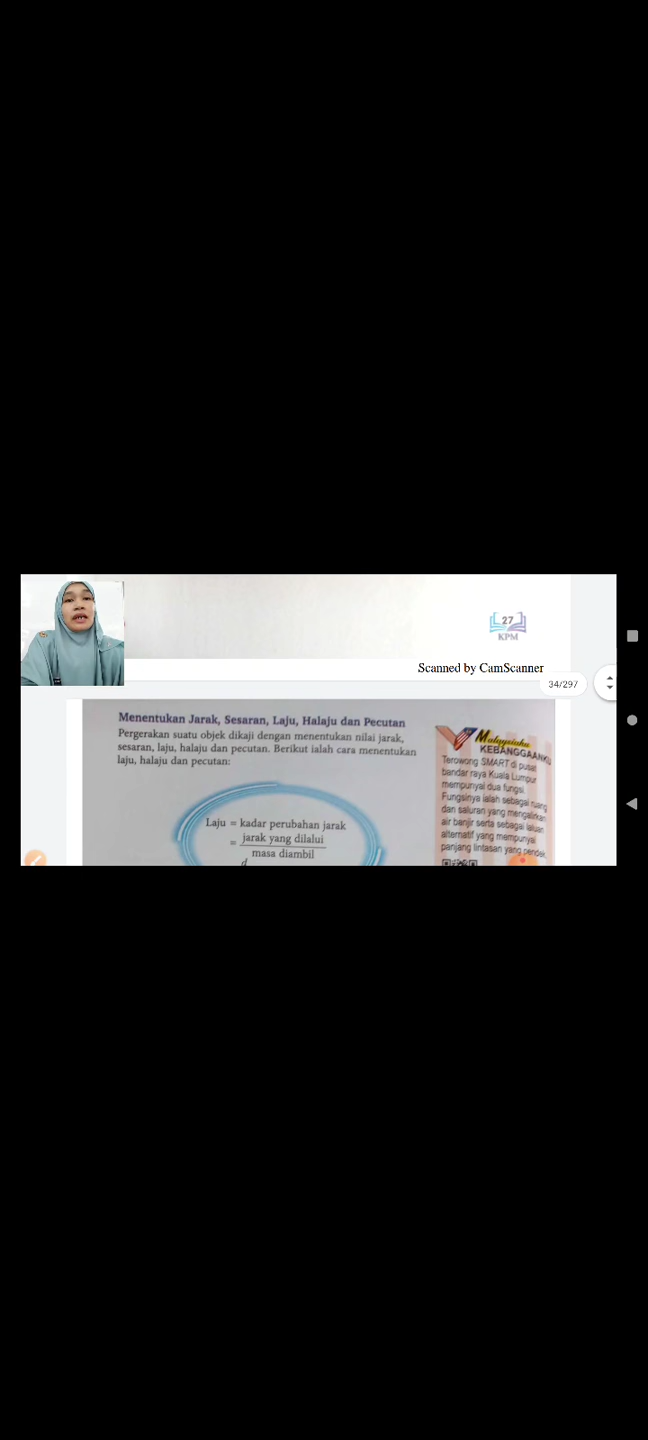 27
KPM
Scanned by CamScanner
34/297
Menentukan Jarak, Sesaran, Laju, Halaju dan Pecutan
Pergerakan suatu objek dikaji dengan menentukan nilai jarak,
sesaran, laju, halaju dan pecutan. Berikut ialah cara menentukan
laju, halaju dan pecutan:
Laju = kadar perubahan jarak
= jarak yang dilalui
masa diambil
d
Malaysiaku
KEBANGGAANKU
Terowong SMART di pusat
bandar raya Kuala Lumpur
mempunyai dua fungsi.
Fungsinya ialah sebagai ruang
dan saluran yang mengalirkan
air banjir serta sebagai laluan
alternatif yang mempunyai
panjang lintasan yang pendek